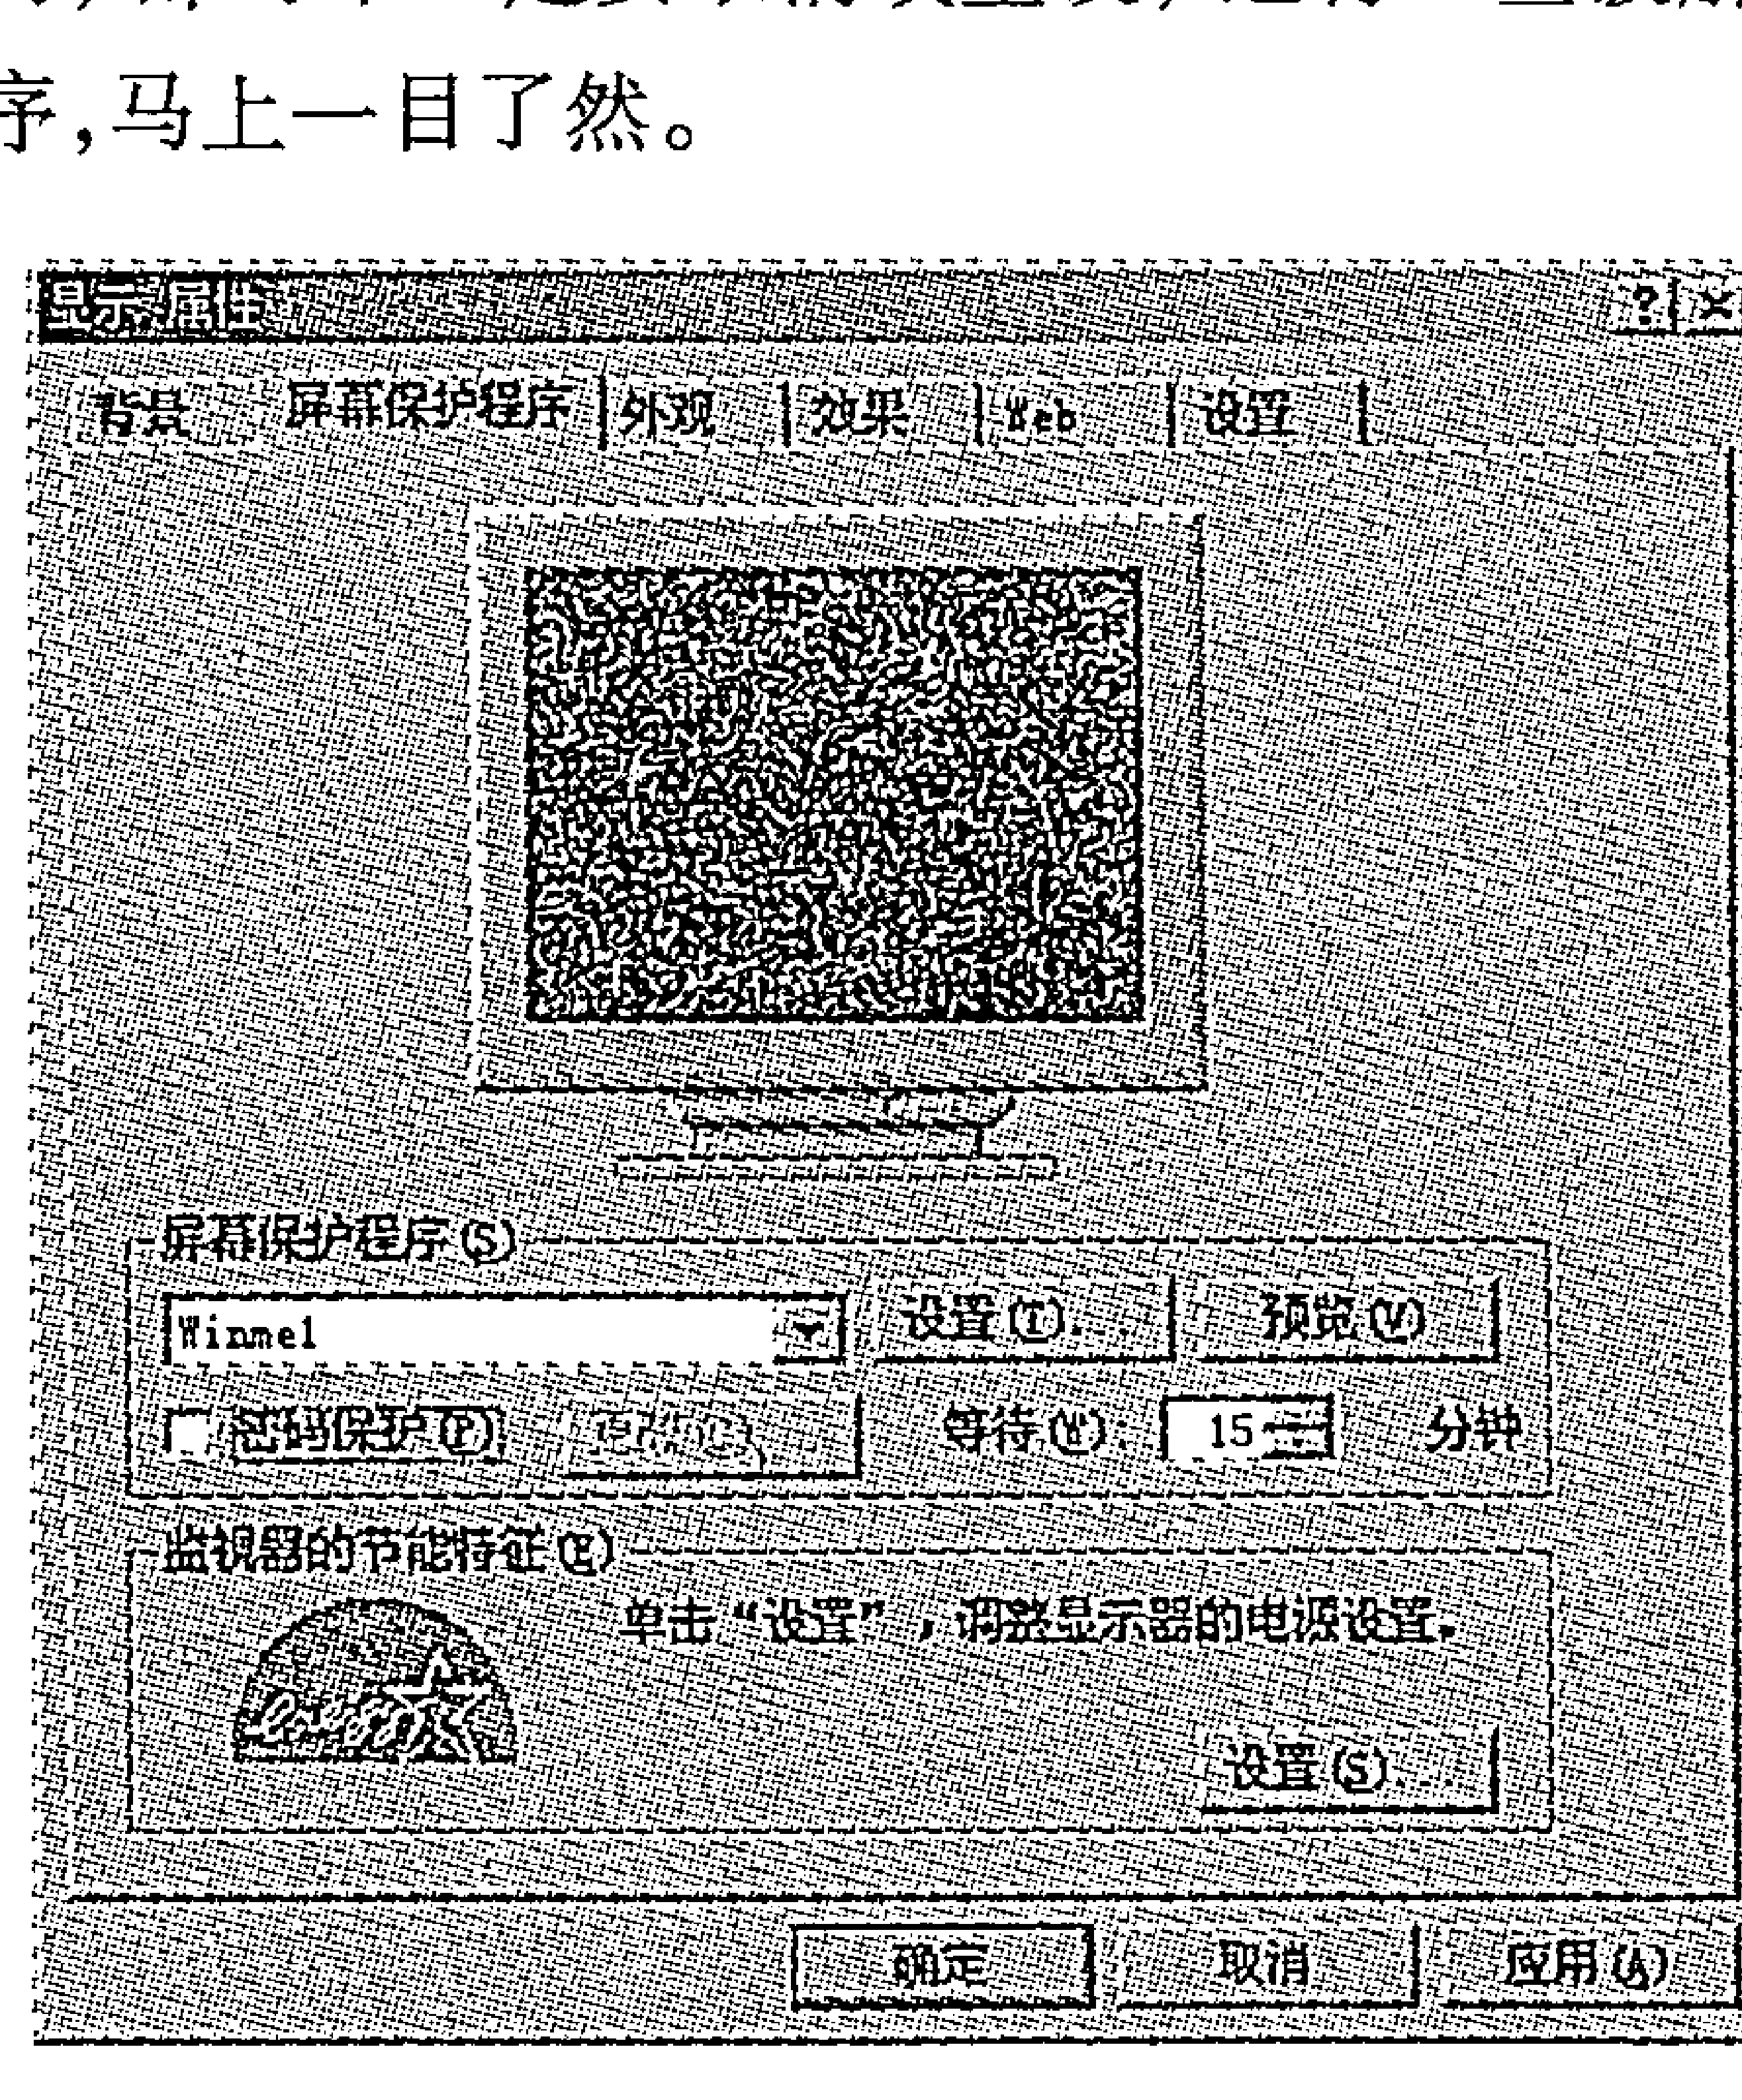 序,马上一目了然。
显示 属性
背景 屏幕保护程序 外观 效果 Web 设置
屏幕保护程序(S)
Winme1 设置(T)... 预览(V)
密码保护(P) 等待(W): 15 分钟
监视器的节能特征(E)
单击“设置”,调整显示器的电源设置。
设置(S)...
确定 取消 应用(A)